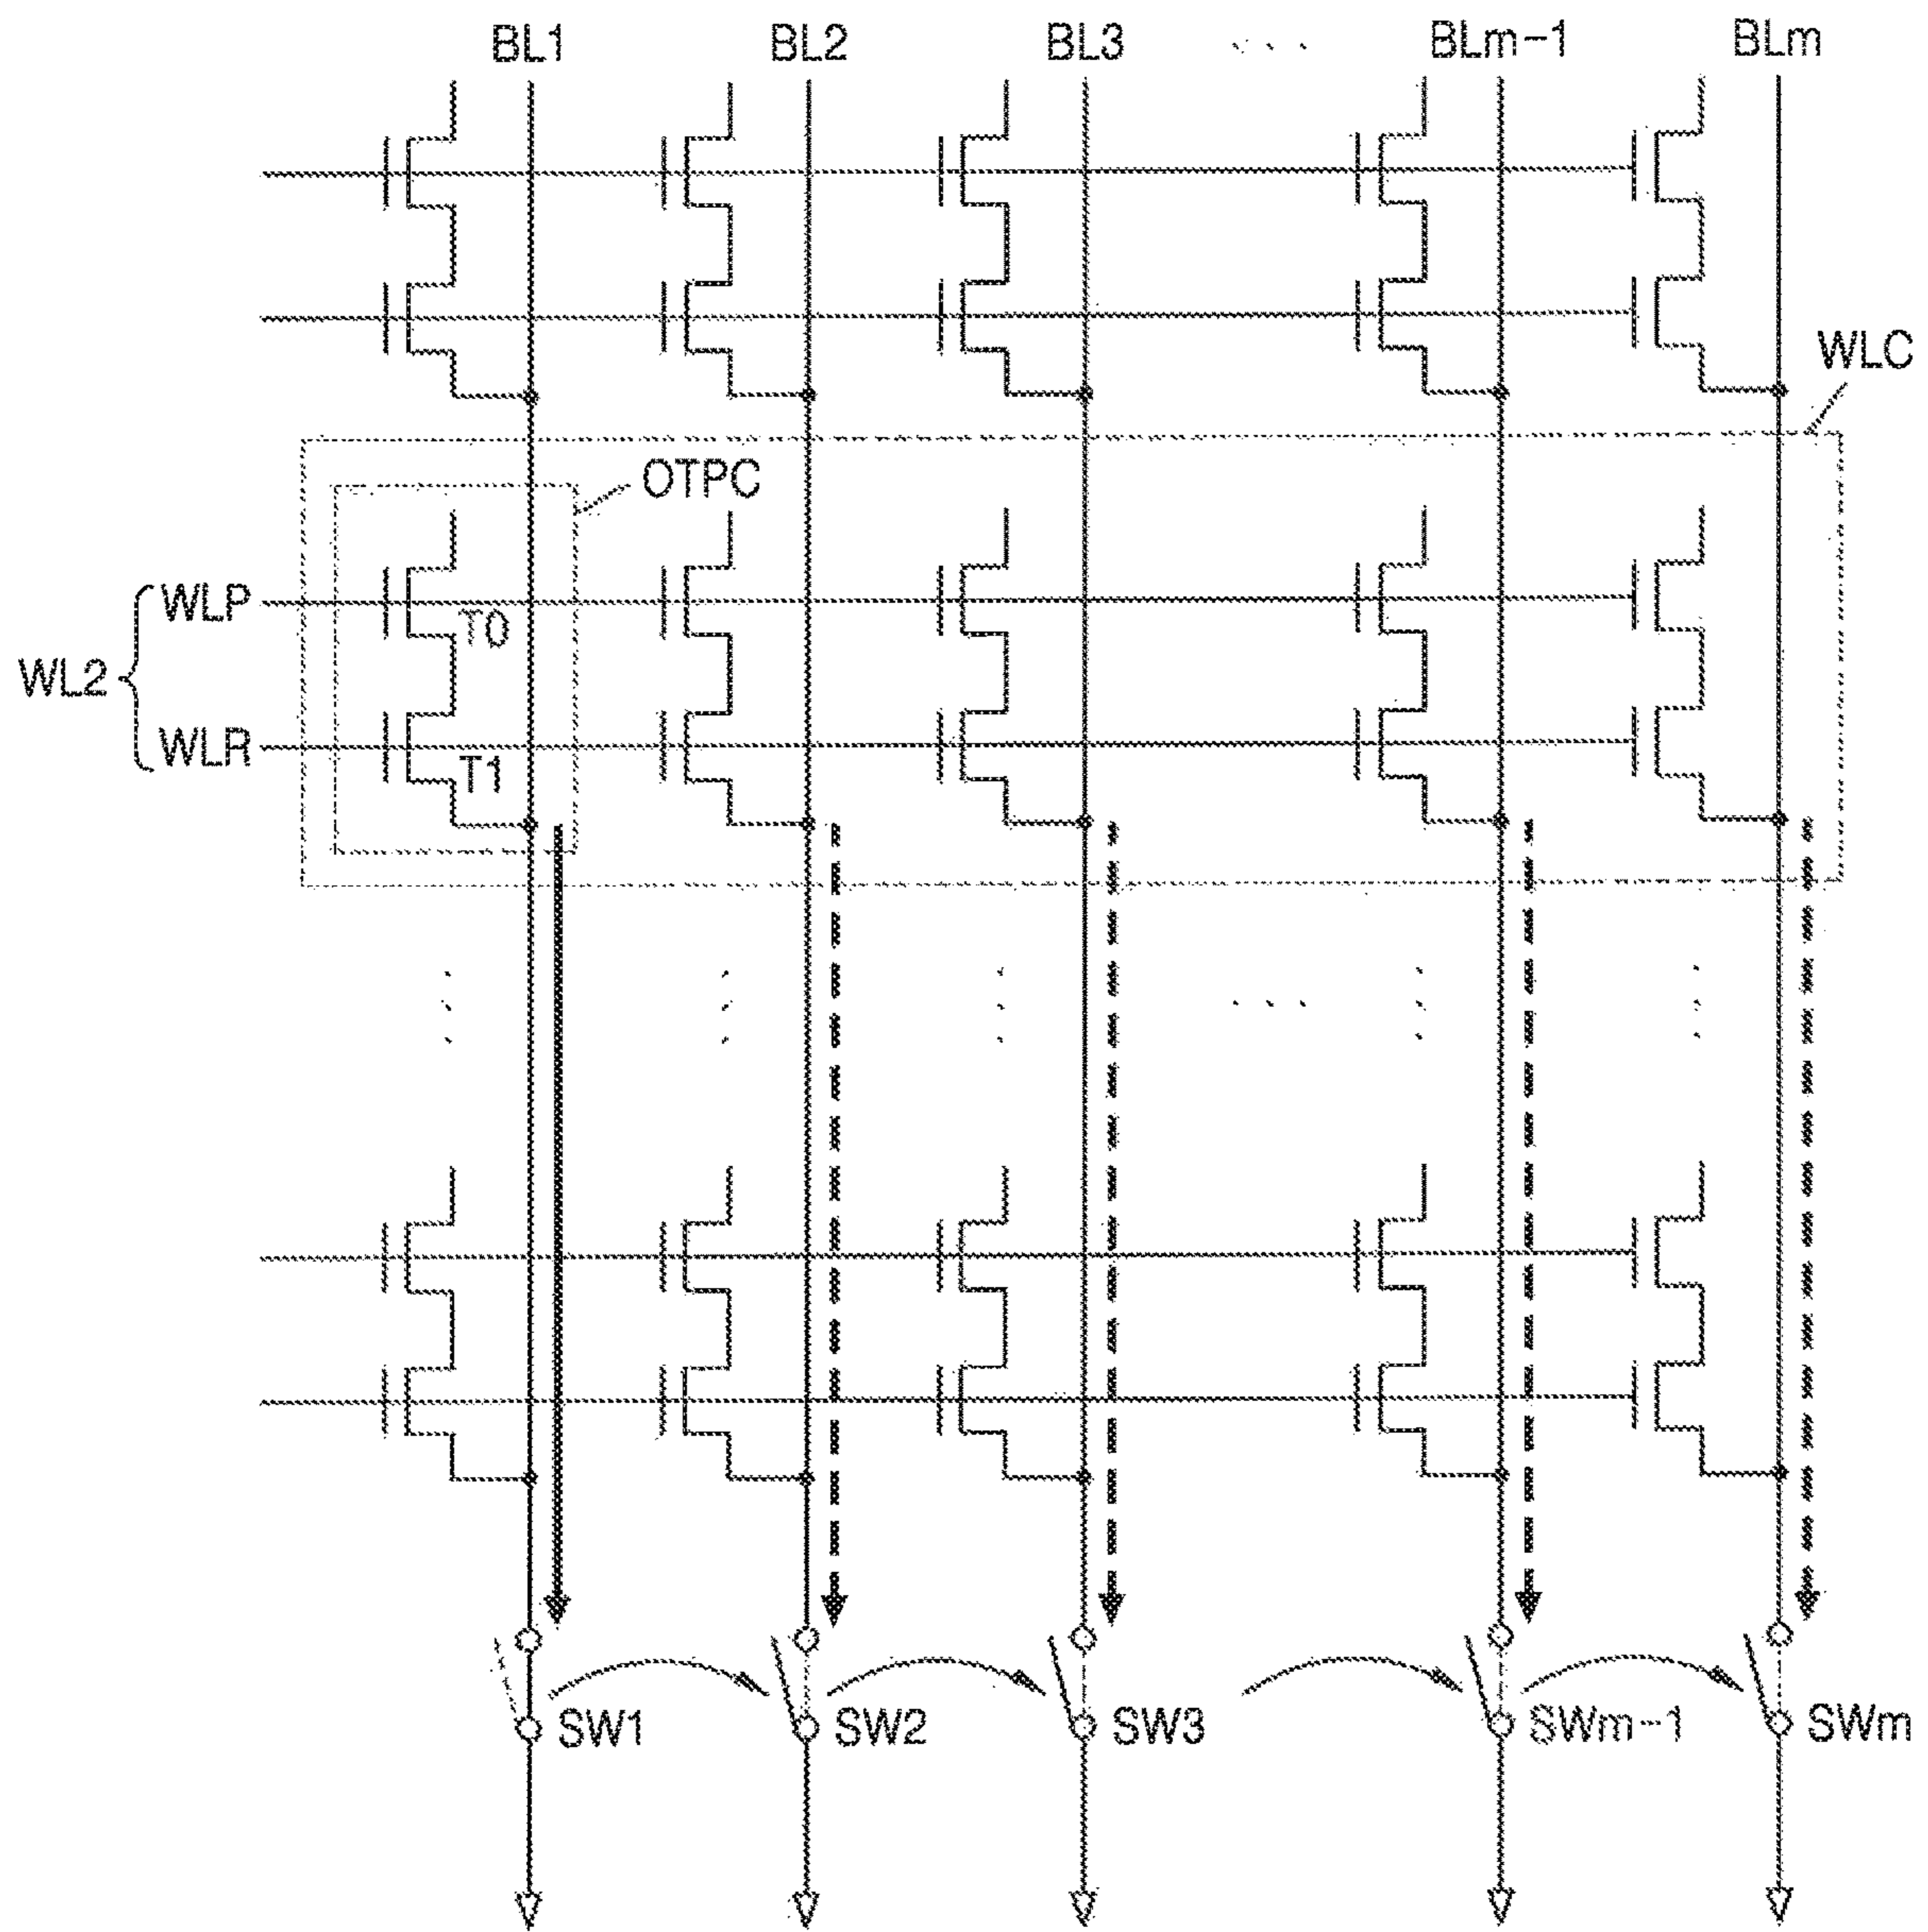 BL1 BL2 BL3 ... BLm-1 BLm
WLC
OTPC
WLP
T0
WL2
WLR
T1
SW1 SW2 SW3 SWm-1 SWm